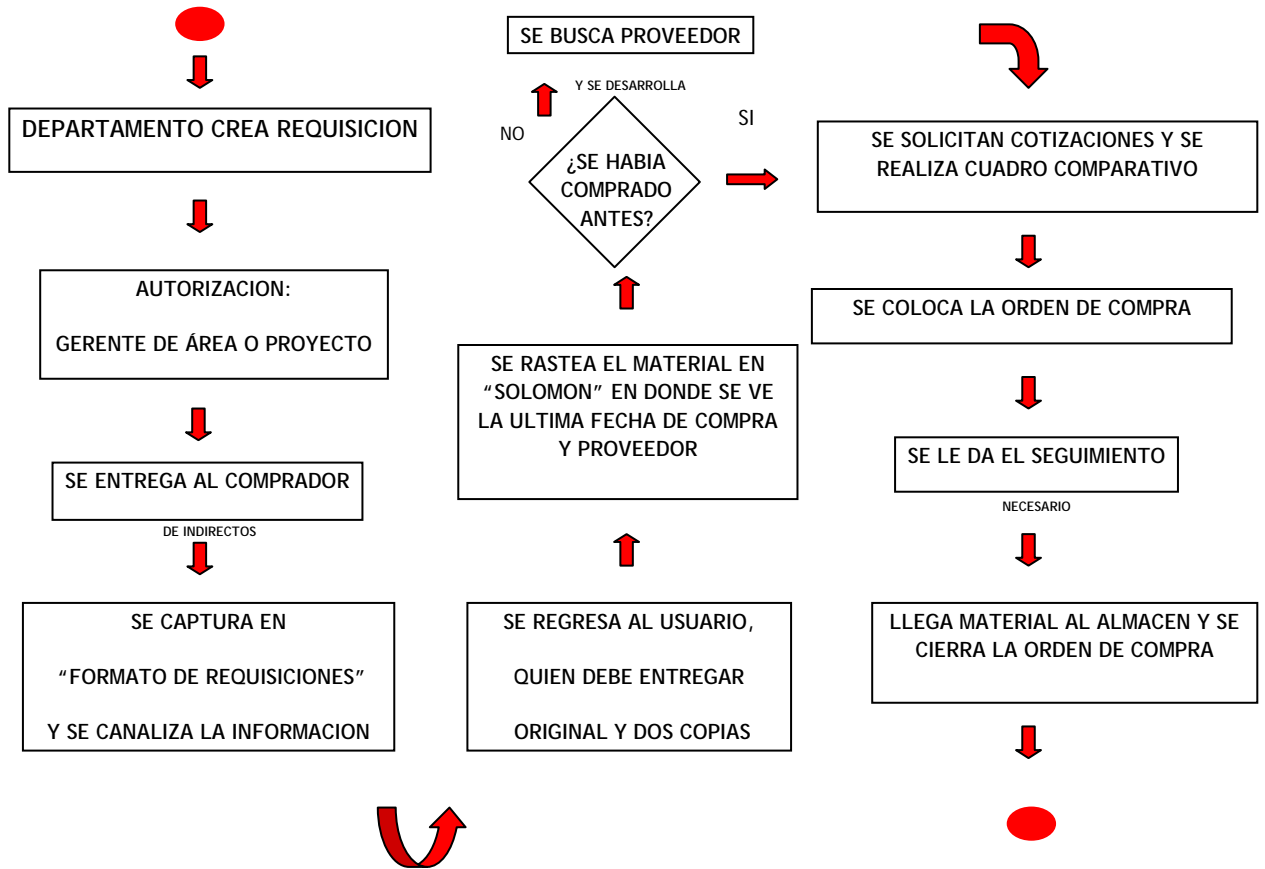 DEPARTAMENTO CREA REQUISICION
AUTORIZACION:
GERENTE DE ÁREA O PROYECTO
SE ENTREGA AL COMPRADOR
DE INDIRECTOS
SE CAPTURA EN
“FORMATO DE REQUISICIONES”
Y SE CANALIZA LA INFORMACION
SE REGRESA AL USUARIO,
QUIEN DEBE ENTREGAR
ORIGINAL Y DOS COPIAS
SE RASTEA EL MATERIAL EN
“SOLOMON” EN DONDE SE VE
LA ULTIMA FECHA DE COMPRA
Y PROVEEDOR
¿SE HABIA
COMPRADO
ANTES?
NO
SE BUSCA PROVEEDOR
Y SE DESARROLLA
SI
SE SOLICITAN COTIZACIONES Y SE
REALIZA CUADRO COMPARATIVO
SE COLOCA LA ORDEN DE COMPRA
SE LE DA EL SEGUIMIENTO
NECESARIO
LLEGA MATERIAL AL ALMACEN Y SE
CIERRA LA ORDEN DE COMPRA